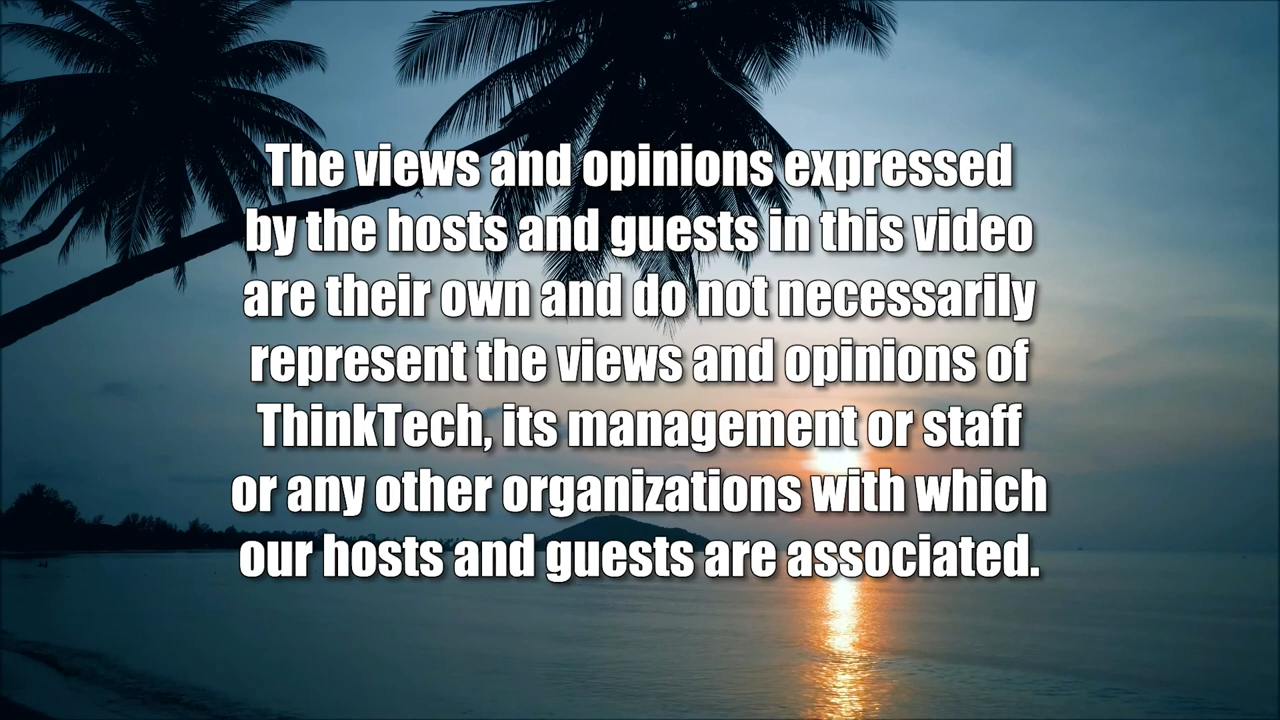 The views and opinions expressed
by the hosts and guests in this video
are their own and do not necessarily
represent the views and opinions of
ThinkTech, its management or staff
or any other organizations with which
our hosts and guests are associated.